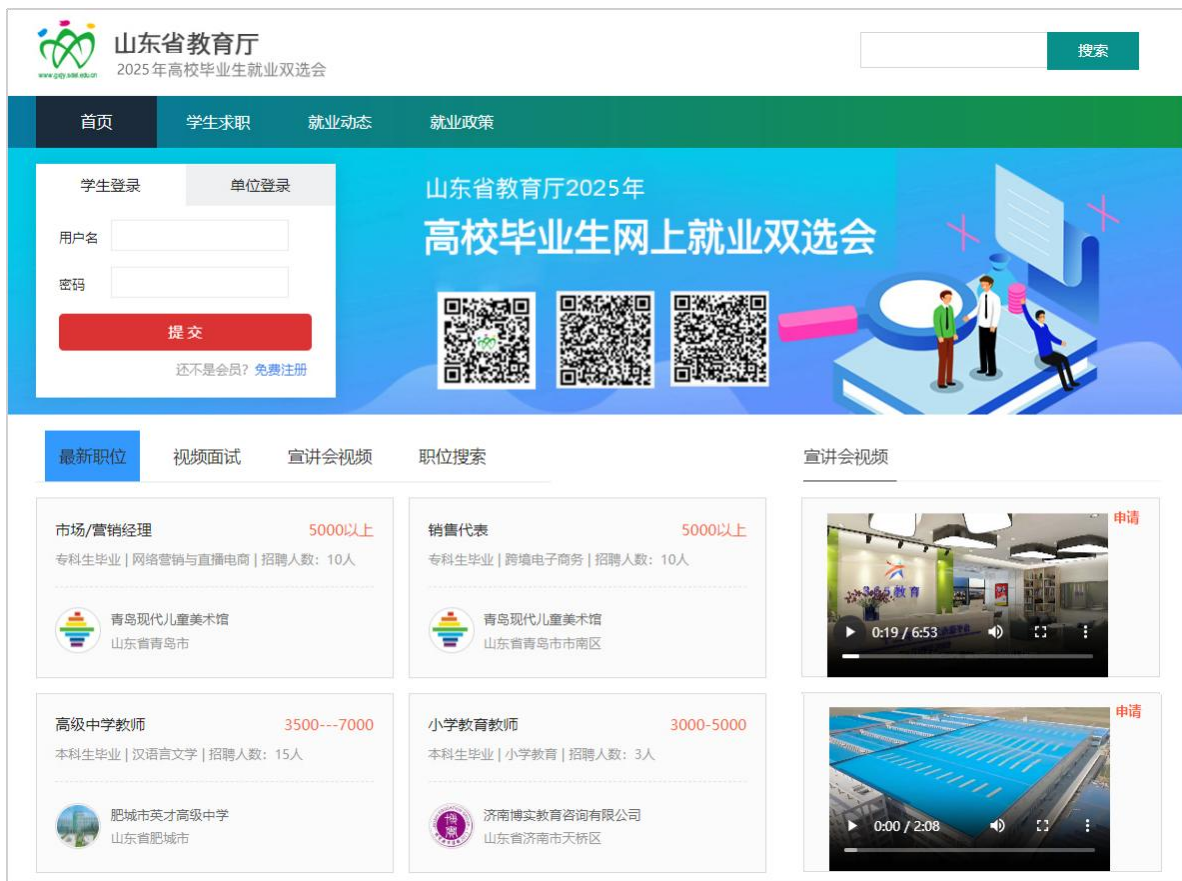 山东省教育厅
2025年高校毕业生就业双选会
搜索
首页
学生求职
就业动态
就业政策
学生登录
单位登录
用户名
密码
提 交
还不是会员？免费注册
山东省教育厅2025年
高校毕业生网上就业双选会
最新职位
视频面试
宣讲会视频
职位搜索
宣讲会视频
市场/营销经理
5000以上
专科生毕业 | 网络营销与直播电商 | 招聘人数：10人
青岛现代儿童美术馆
山东省青岛市
销售代表
5000以上
专科生毕业 | 跨境电子商务 | 招聘人数：10人
青岛现代儿童美术馆
山东省青岛市市南区
申请
365教育
0:19 / 6:53
高级中学教师
3500---7000
本科生毕业 | 汉语言文学 | 招聘人数：15人
肥城市英才高级中学
山东省肥城市
小学教育教师
3000-5000
本科生毕业 | 小学教育 | 招聘人数：3人
济南博实教育咨询有限公司
山东省济南市天桥区
申请
0:00 / 2:08